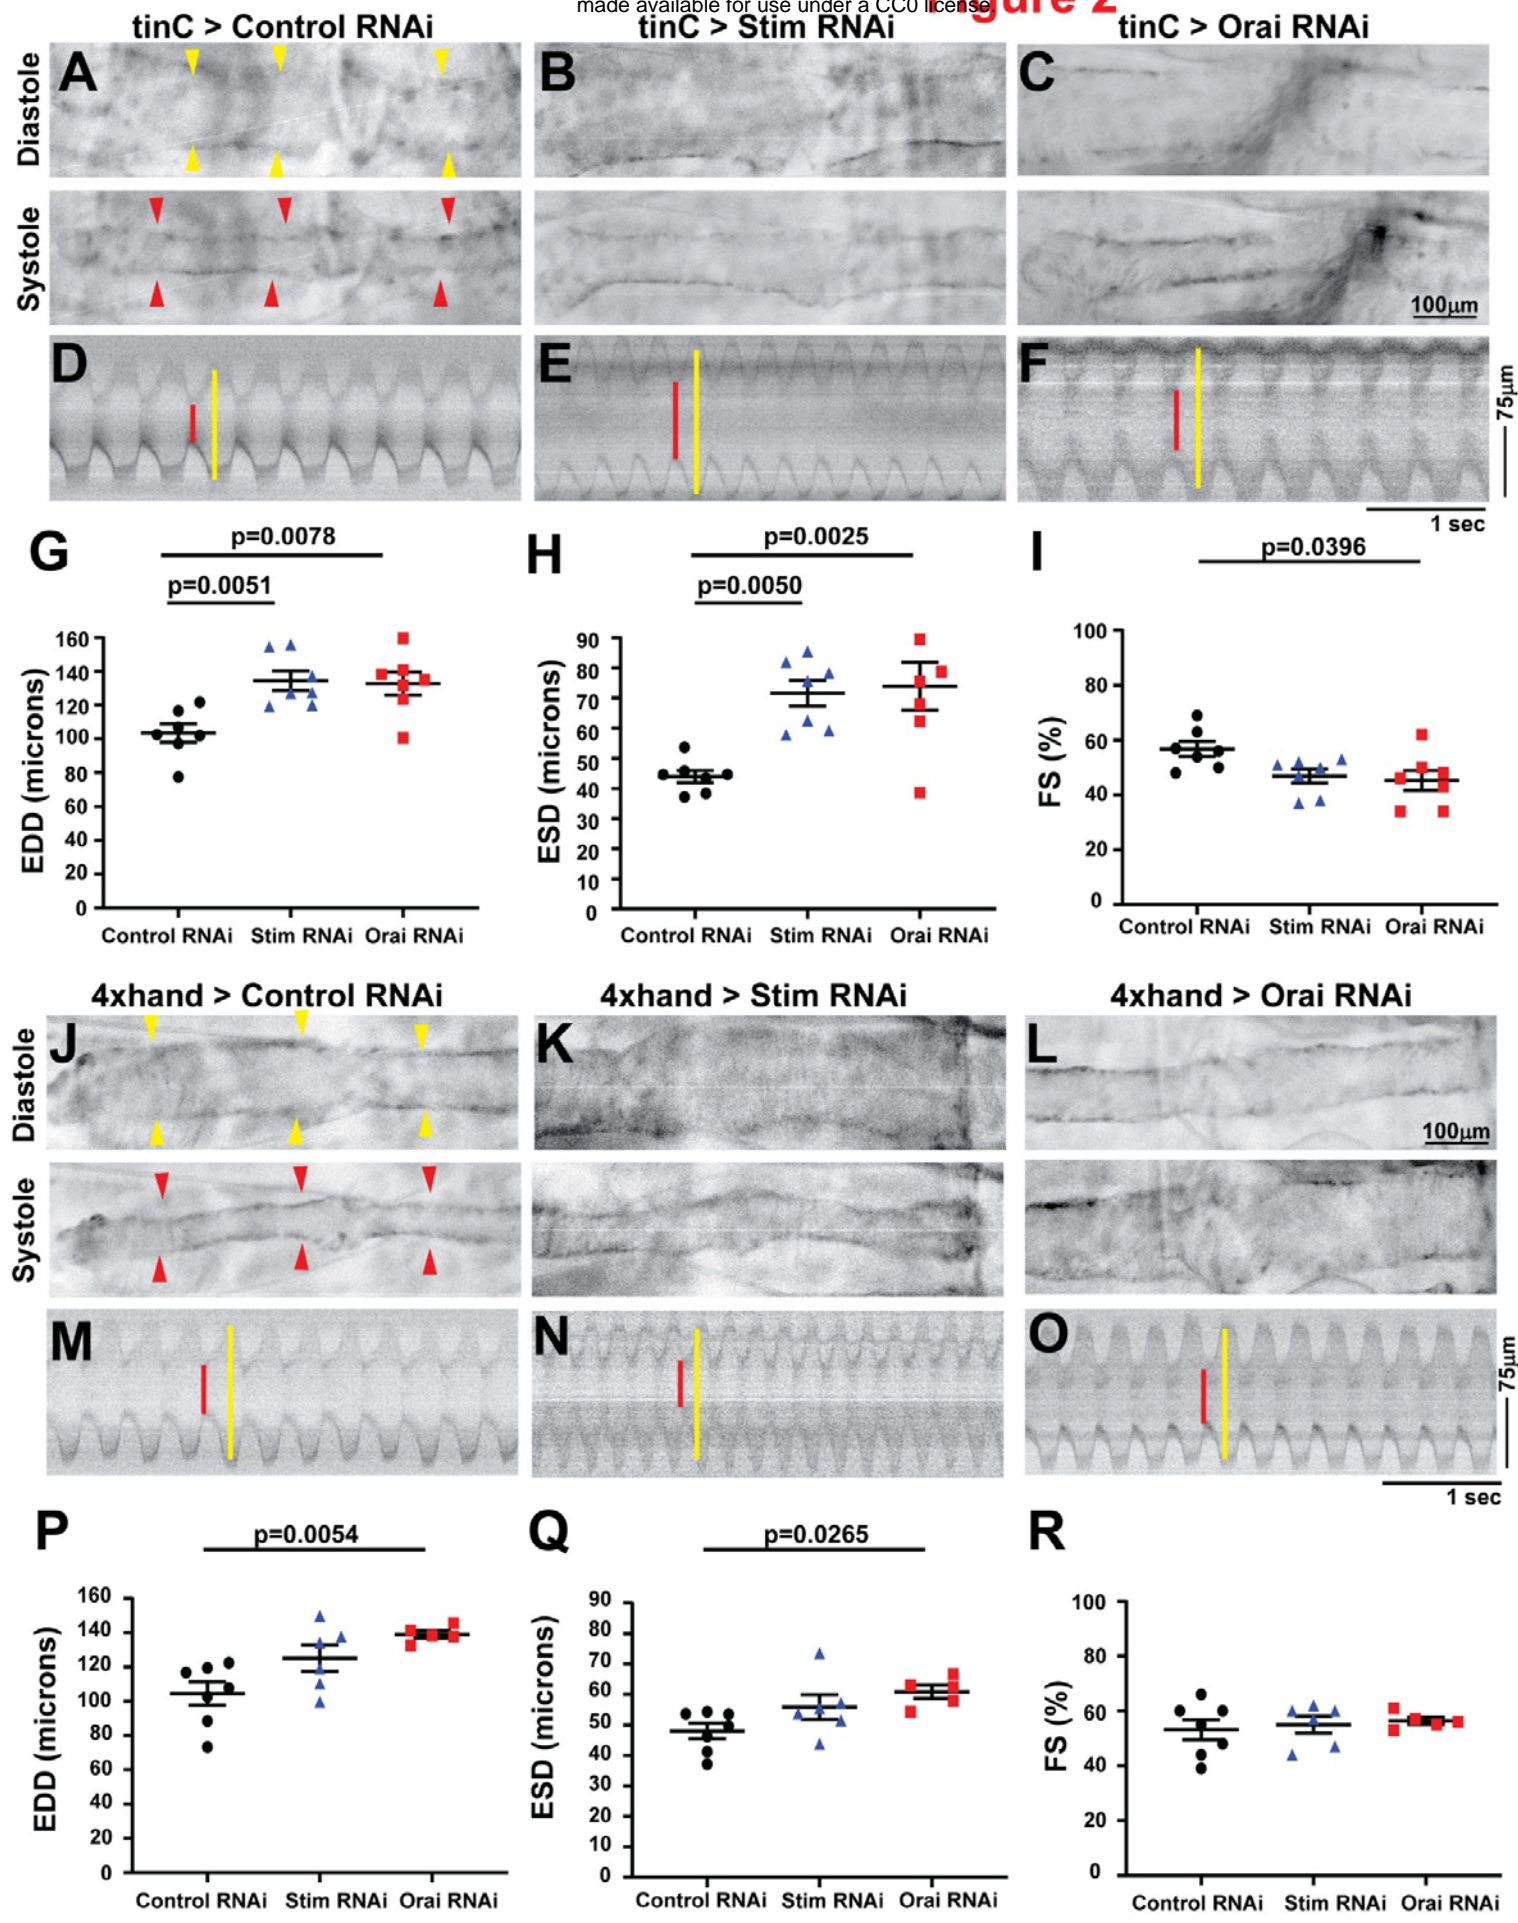 made available for use under a CC0 license.
Figure 2
tinC > Control RNAi
tinC > Stim RNAi
tinC > Orai RNAi
Diastole
A
B
C
Systole
100µm
D
E
F
75µm
1 sec
G
p=0.0078
p=0.0051
H
p=0.0025
p=0.0050
I
p=0.0396
EDD (microns)
160
140
120
100
80
60
40
20
0
Control RNAi
Stim RNAi
Orai RNAi
ESD (microns)
90
80
70
60
50
40
30
20
10
0
Control RNAi
Stim RNAi
Orai RNAi
FS (%)
100
80
60
40
20
0
Control RNAi
Stim RNAi
Orai RNAi
4xhand > Control RNAi
4xhand > Stim RNAi
4xhand > Orai RNAi
Diastole
J
K
L
100µm
Systole
M
N
O
75µm
1 sec
P
p=0.0054
Q
p=0.0265
R
EDD (microns)
160
140
120
100
80
60
40
20
0
Control RNAi
Stim RNAi
Orai RNAi
ESD (microns)
90
80
70
60
50
40
30
20
10
0
Control RNAi
Stim RNAi
Orai RNAi
FS (%)
100
80
60
40
20
0
Control RNAi
Stim RNAi
Orai RNAi